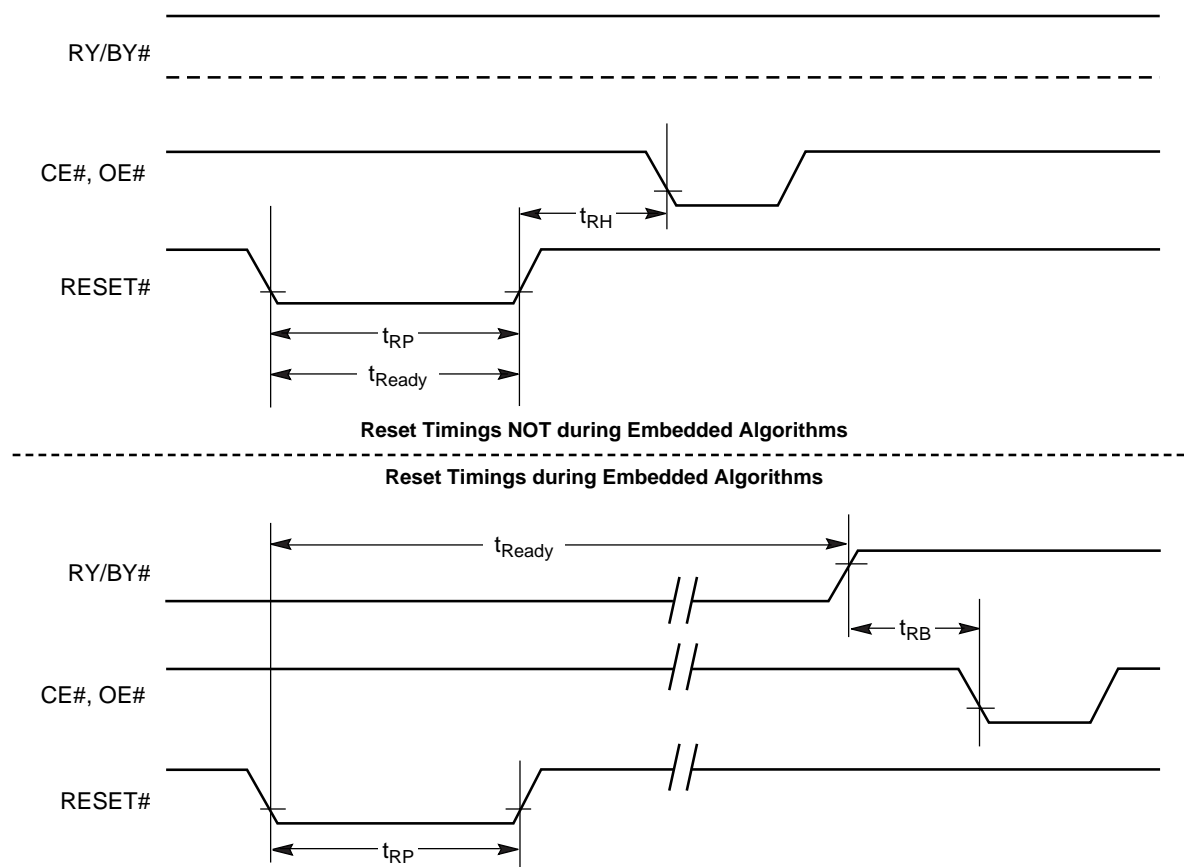 RY/BY#
CE#, OE#
tRH
RESET#
tRP
tReady
Reset Timings NOT during Embedded Algorithms
Reset Timings during Embedded Algorithms
tReady
RY/BY#
tRB
CE#, OE#
RESET#
tRP